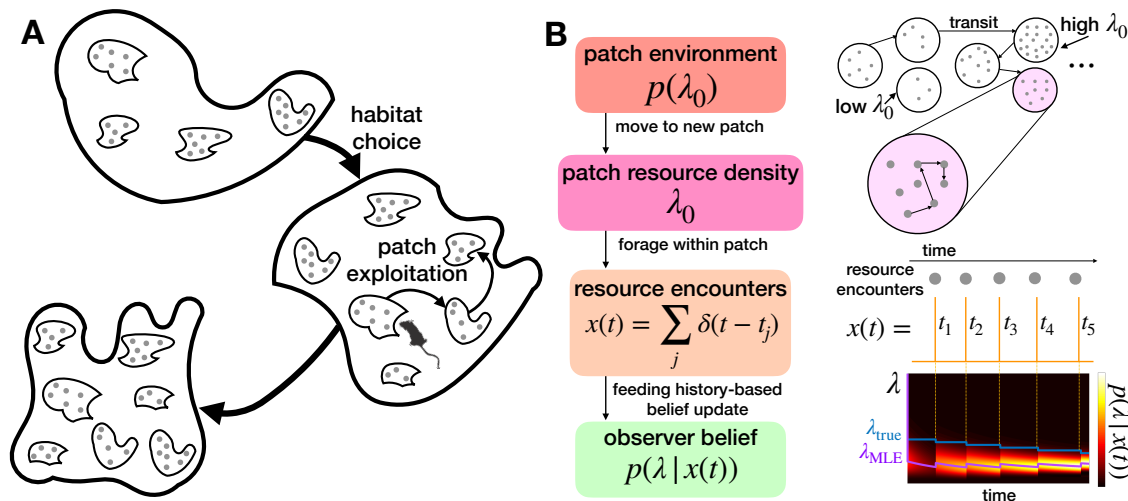 A
habitat
choice
patch
exploitation
B
patch environment
p(λ₀)
move to new patch
patch resource density
λ₀
forage within patch
resource encounters
x(t) = ∑ⱼ δ(t − tⱼ)
feeding history-based
belief update
observer belief
p(λ | x(t))
transit
high λ₀
...
low λ₀
time
resource
encounters
x(t) =
t₁ t₂ t₃ t₄ t₅
λ
λtrue
λMLE
p(λ | x(t))
time